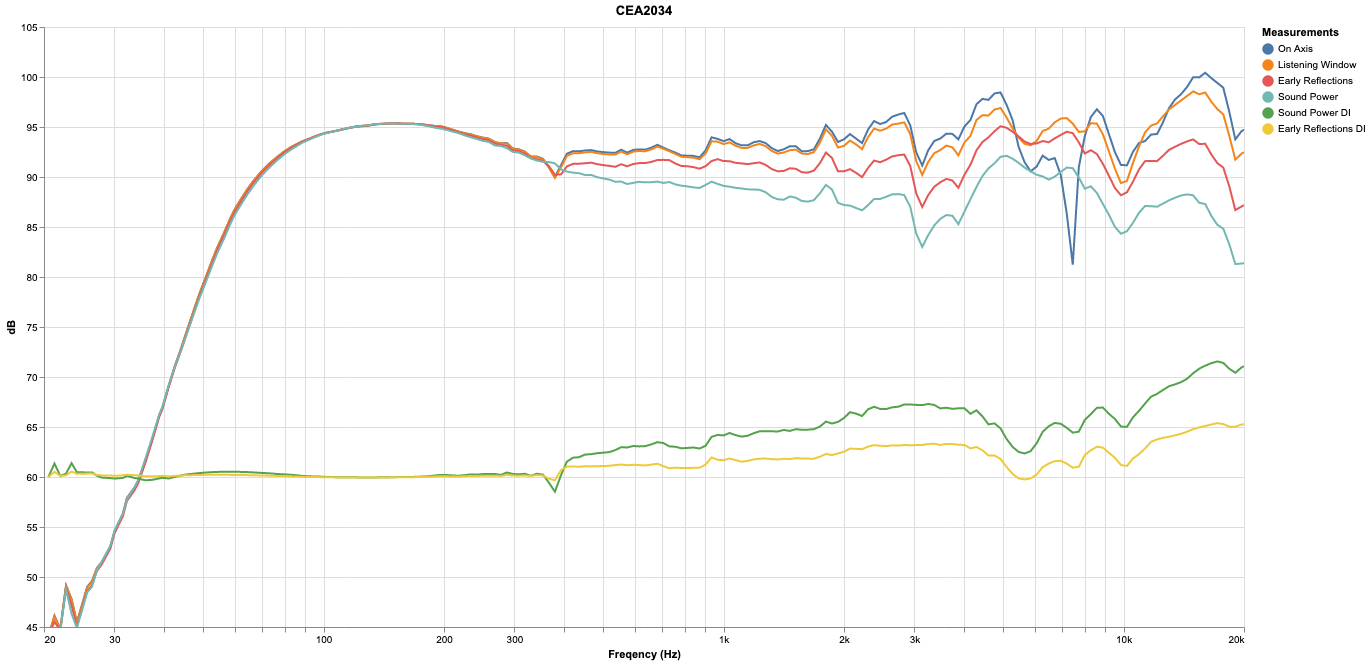 CEA2034
105
100
95
90
85
80
75
70
65
60
55
50
45
dB
20
30
100
200
300
1k
2k
3k
10k
20k
Freqency (Hz)
Measurements
On Axis
Listening Window
Early Reflections
Sound Power
Sound Power DI
Early Reflections DI